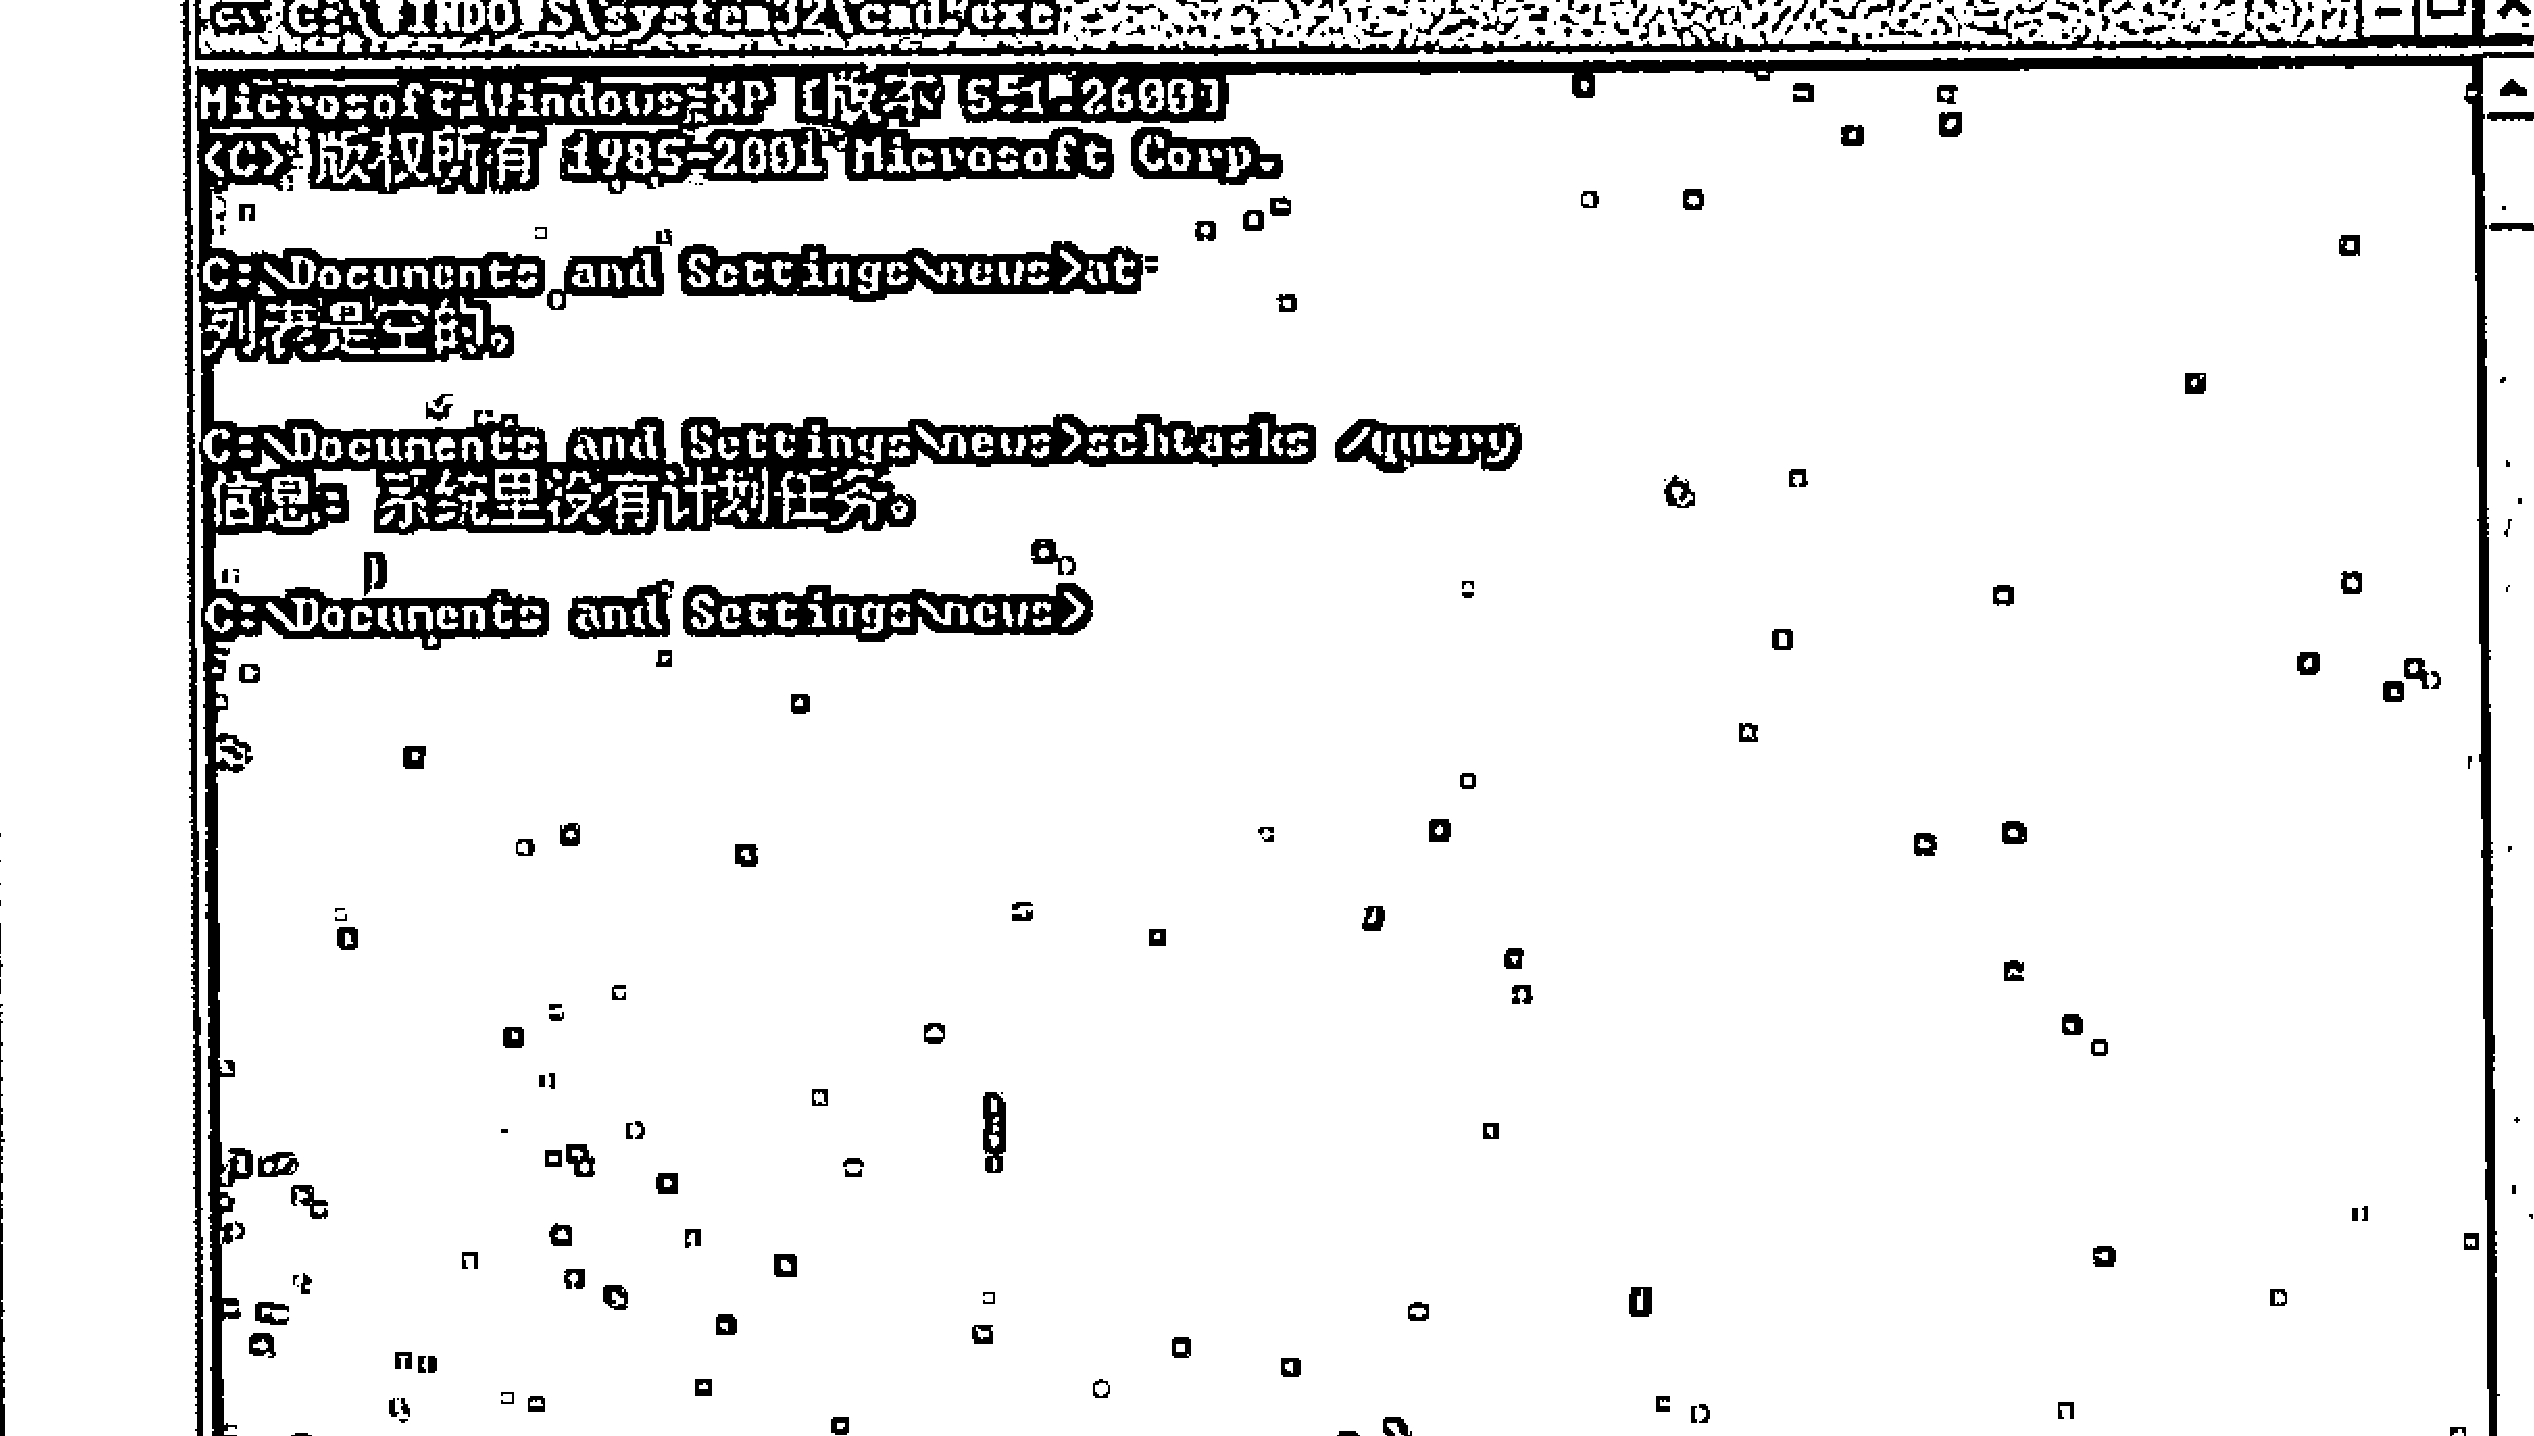 C:\WINDOWS\system32\cmd.exe
Microsoft Windows XP [版本 5.1.2600]
(C) 版权所有 1985-2001 Microsoft Corp.
C:\Documents and Settings\news>at
列表是空的。
C:\Documents and Settings\news>schtasks /query
信息: 系统里没有计划任务。
C:\Documents and Settings\news>